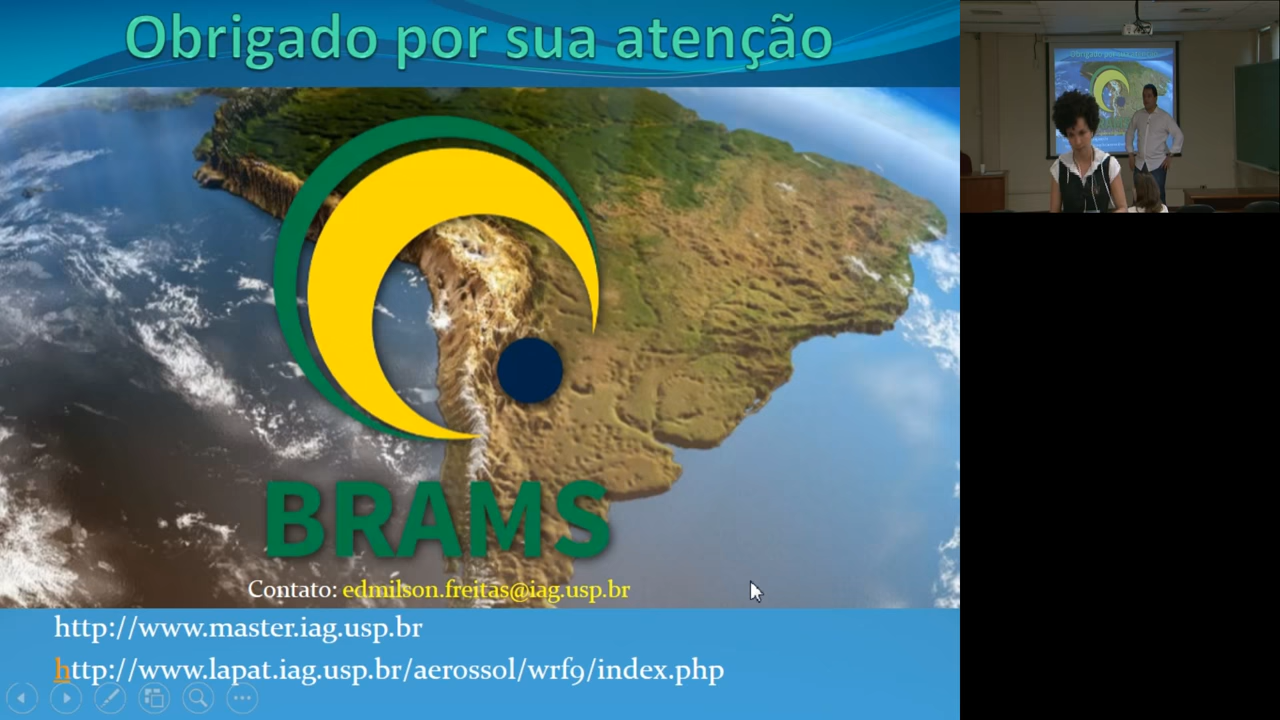 Obrigado por sua atenção
BRAMS
Contato: edmilson.freitas@iag.usp.br
http://www.master.iag.usp.br
http://www.lapat.iag.usp.br/aerossol/wrf9/index.php